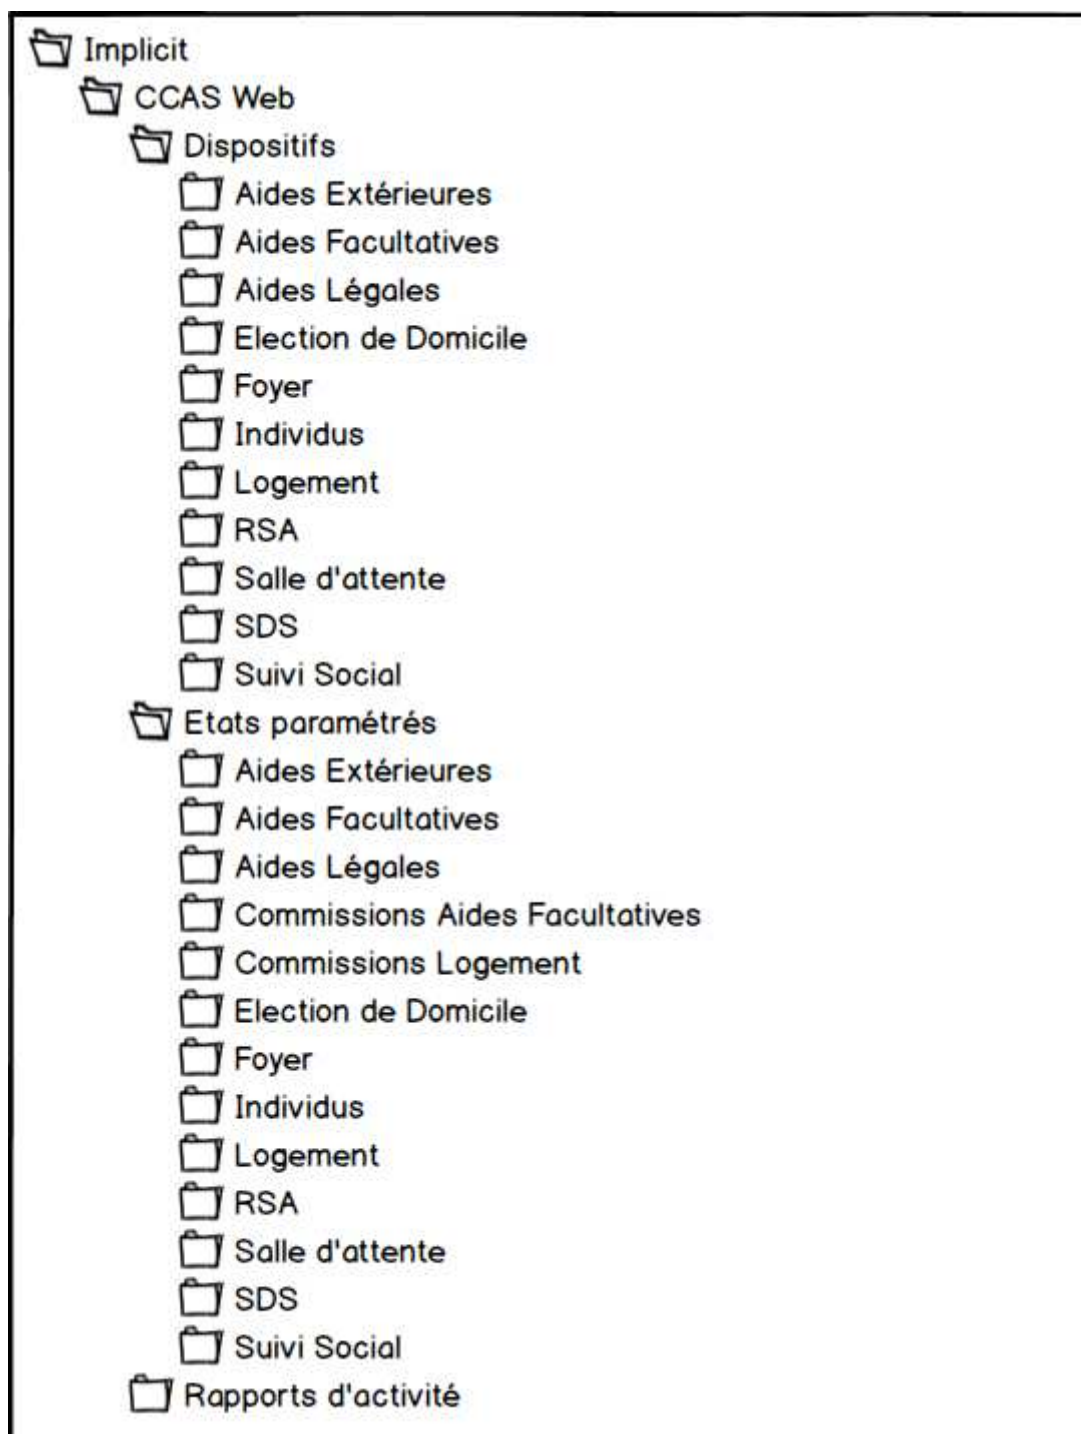 Implicit
CCAS Web
Dispositifs
Aides Extérieures
Aides Facultatives
Aides Légales
Election de Domicile
Foyer
Individus
Logement
RSA
Salle d'attente
SDS
Suivi Social
Etats paramétrés
Aides Extérieures
Aides Facultatives
Aides Légales
Commissions Aides Facultatives
Commissions Logement
Election de Domicile
Foyer
Individus
Logement
RSA
Salle d'attente
SDS
Suivi Social
Rapports d'activité